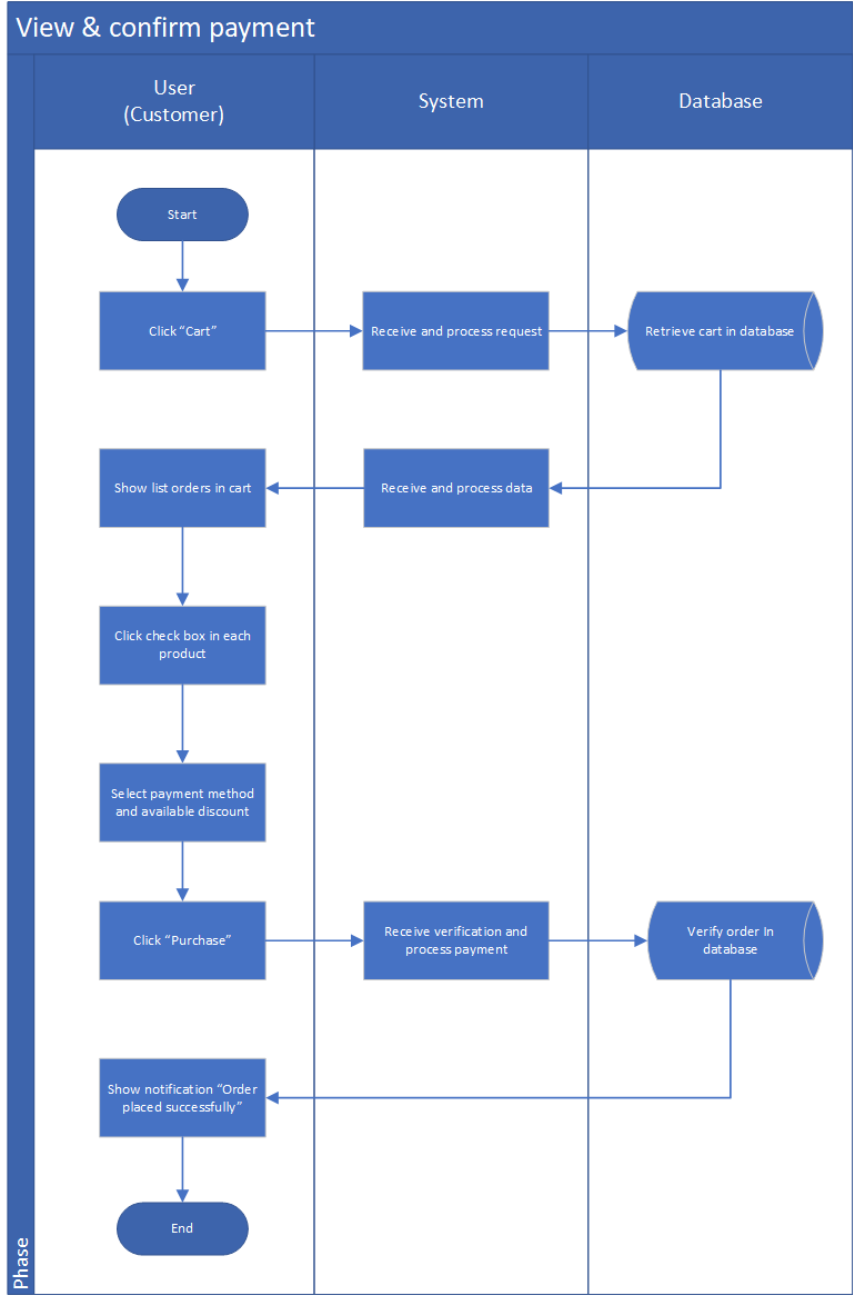 View & confirm payment
User
(Customer)
System
Database
Start
Click “Cart”
Receive and process request
Retrieve cart in database
Show list orders in cart
Receive and process data
Click check box in each
product
Select payment method
and available discount
Click “Purchase”
Receive verification and
process payment
Verify order In
database
Show notification “Order
placed successfully”
End
Phase